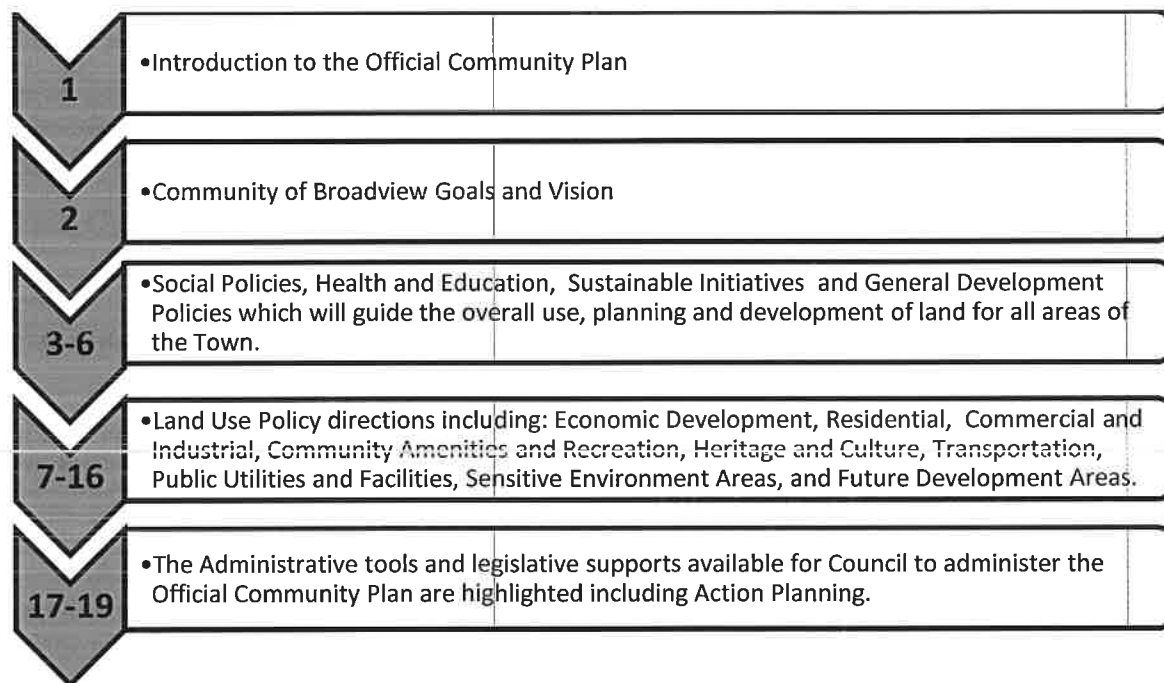 1
•Introduction to the Official Community Plan
2
•Community of Broadview Goals and Vision
3-6
•Social Policies, Health and Education, Sustainable Initiatives and General Development
Policies which will guide the overall use, planning and development of land for all areas of
the Town.
7-16
•Land Use Policy directions including: Economic Development, Residential, Commercial and
Industrial, Community Amenities and Recreation, Heritage and Culture, Transportation,
Public Utilities and Facilities, Sensitive Environment Areas, and Future Development Areas.
17-19
•The Administrative tools and legislative supports available for Council to administer the
Official Community Plan are highlighted including Action Planning.